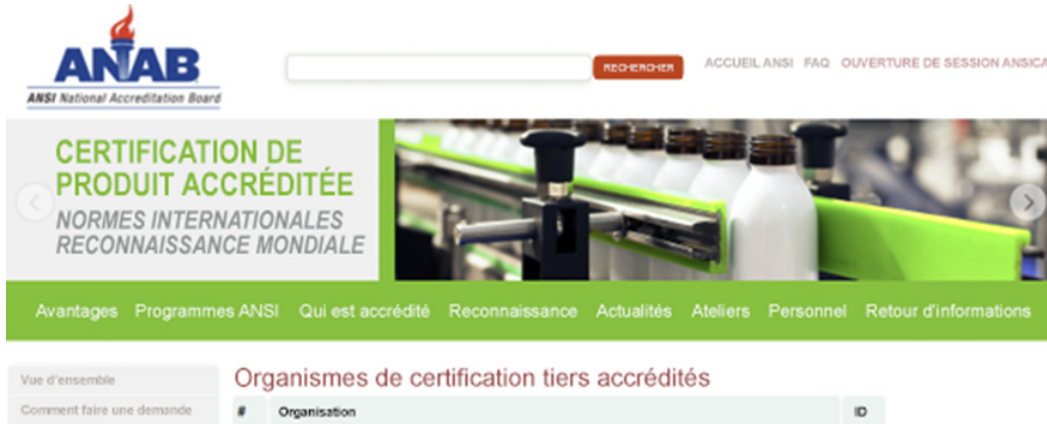 ANAB
ANSI National Accreditation Board
RECHERCHER
ACCUEIL ANSI FAQ OUVERTURE DE SESSION ANSICA
CERTIFICATION DE
PRODUIT ACCRÉDITÉE
NORMES INTERNATIONALES
RECONNAISSANCE MONDIALE
Avantages Programmes ANSI Qui est accrédité Reconnaissance Actualités Ateliers Personnel Retour d'informations
Vue d'ensemble
Comment faire une demande
Organismes de certification tiers accrédités
# Organisation ID